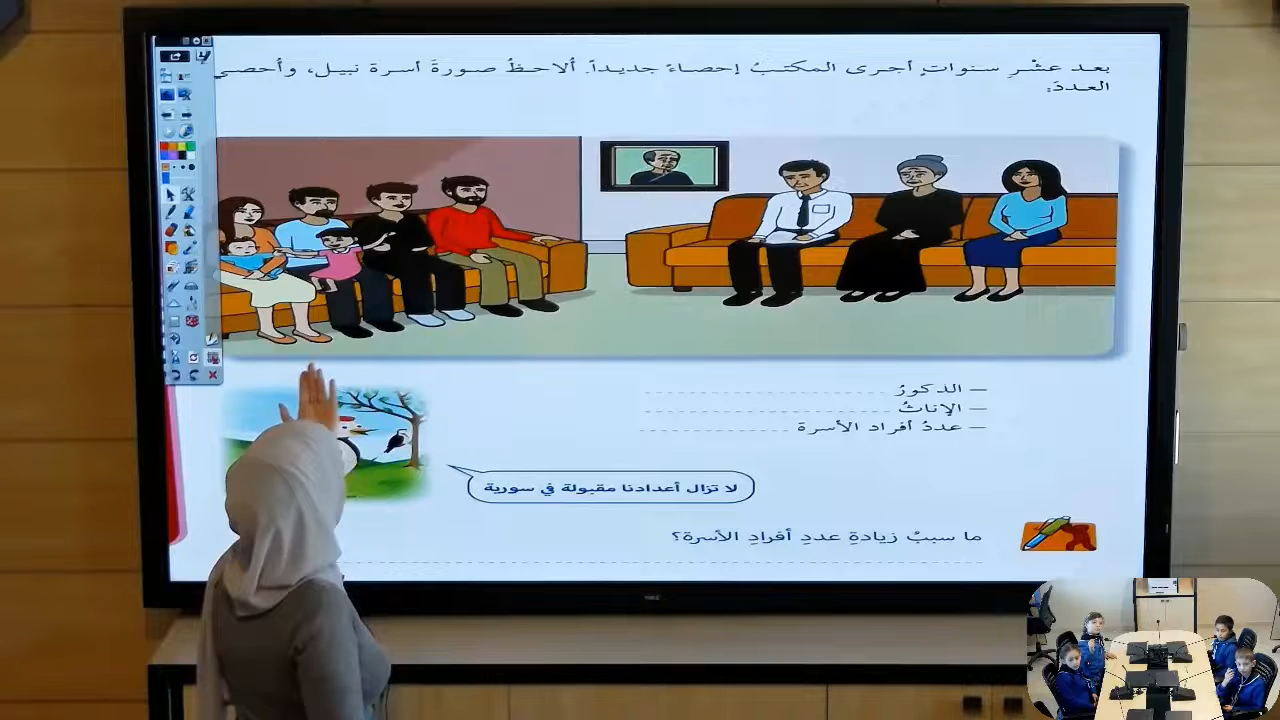 بعد عشْرِ سنواتٍ أجرى المكتبُ إحصاءً جديداً. ألاحظُ صورةَ أسرة نبيل، وأحصي
العددَ:
– الذكورُ
– الإناثُ
– عددُ أفراد الأسرة
لا تزال أعدادنا مقبولة في سورية
ما سببُ زيادةِ عددِ أفرادِ الأسرة؟